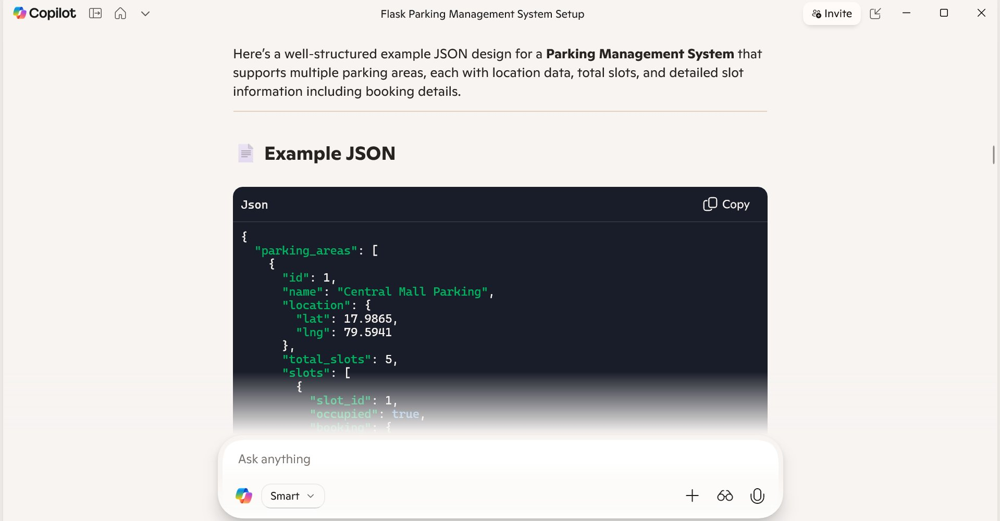 Copilot
Flask Parking Management System Setup
Invite
Here’s a well-structured example JSON design for a Parking Management System that
supports multiple parking areas, each with location data, total slots, and detailed slot
information including booking details.
Example JSON
Json
Copy
{
  "parking_areas": [
    {
      "id": 1,
      "name": "Central Mall Parking",
      "location": {
        "lat": 17.9865,
        "lng": 79.5941
      },
      "total_slots": 5,
      "slots": [
        {
          "slot_id": 1,
          "occupied": true,
          "booking": {
Ask anything
Smart